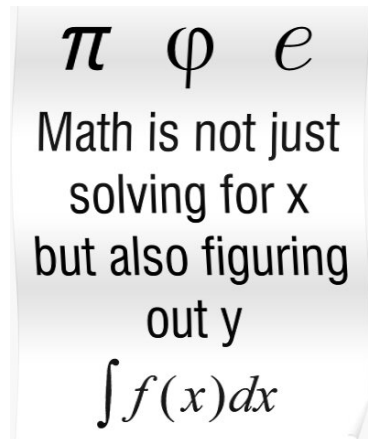 π φ e
Math is not just
solving for x
but also figuring
out y
∫ f(x)dx